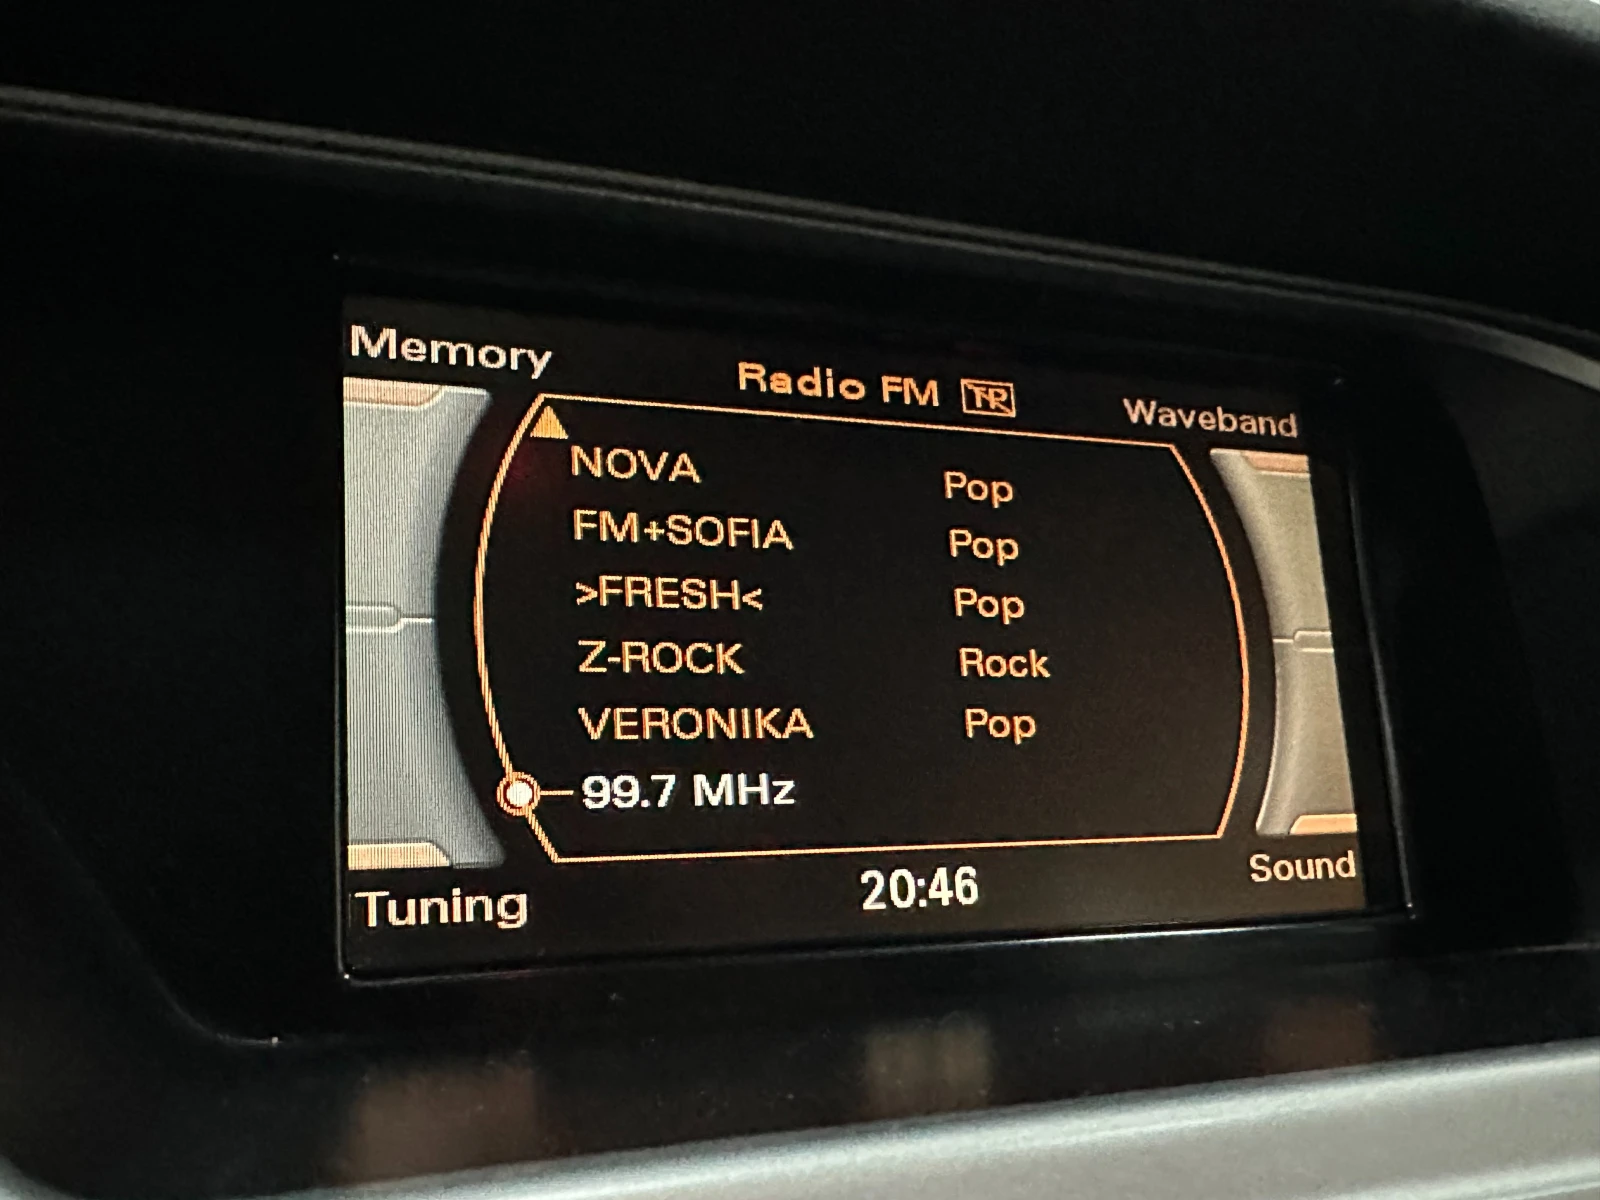 Memory
Radio FM TP
Waveband
NOVA Pop
FM+SOFIA Pop
>FRESH< Pop
Z-ROCK Rock
VERONIKA Pop
99.7 MHz
Tuning
20:46
Sound